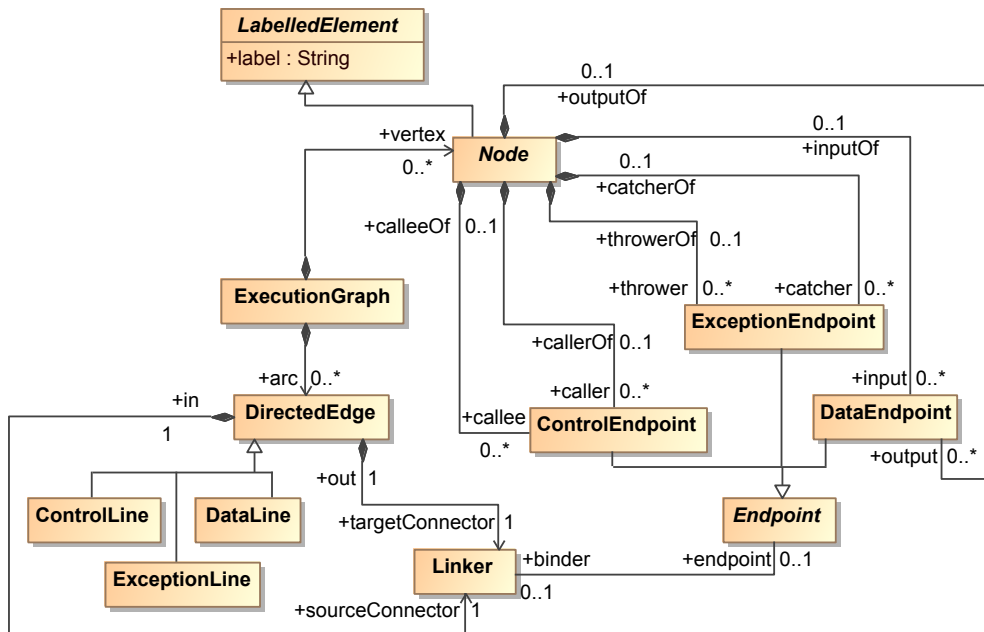 LabelledElement
+label : String
0..1
+outputOf
+vertex
0..*
Node
0..1
+inputOf
0..1
+catcherOf
+calleeOf
0..1
+throwerOf
0..1
ExecutionGraph
+thrower
0..*
+catcher
0..*
ExceptionEndpoint
+callerOf
0..1
+arc
0..*
+caller
0..*
+input
0..*
+in
1
DirectedEdge
+callee
0..*
ControlEndpoint
DataEndpoint
+out
1
+output
0..*
ControlLine
DataLine
+targetConnector
1
Endpoint
ExceptionLine
Linker
+binder
0..1
+endpoint
0..1
+sourceConnector
1